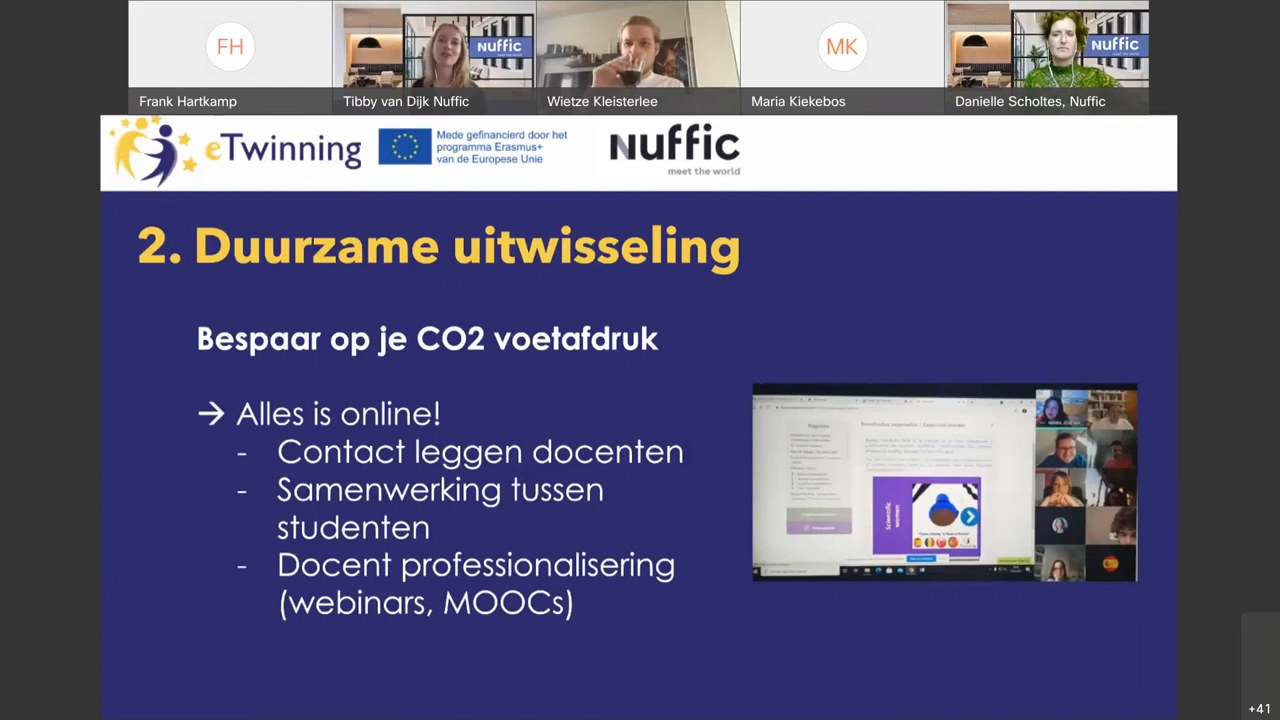 FH
MK
Nuffic
Nuffic
Frank Hartkamp
Tibby van Dijk Nuffic
Wietze Kleisterlee
Maria Kiekebos
Danielle Scholtes, Nuffic
eTwinning
Mede gefinancierd door het
programma Erasmus+
van de Europese Unie
Nuffic
meet the world
2. Duurzame uitwisseling
Bespaar op je CO2 voetafdruk
→ Alles is online!
- Contact leggen docenten
- Samenwerking tussen
studenten
- Docent professionalisering
(webinars, MOOCs)
Scientific
women
+41